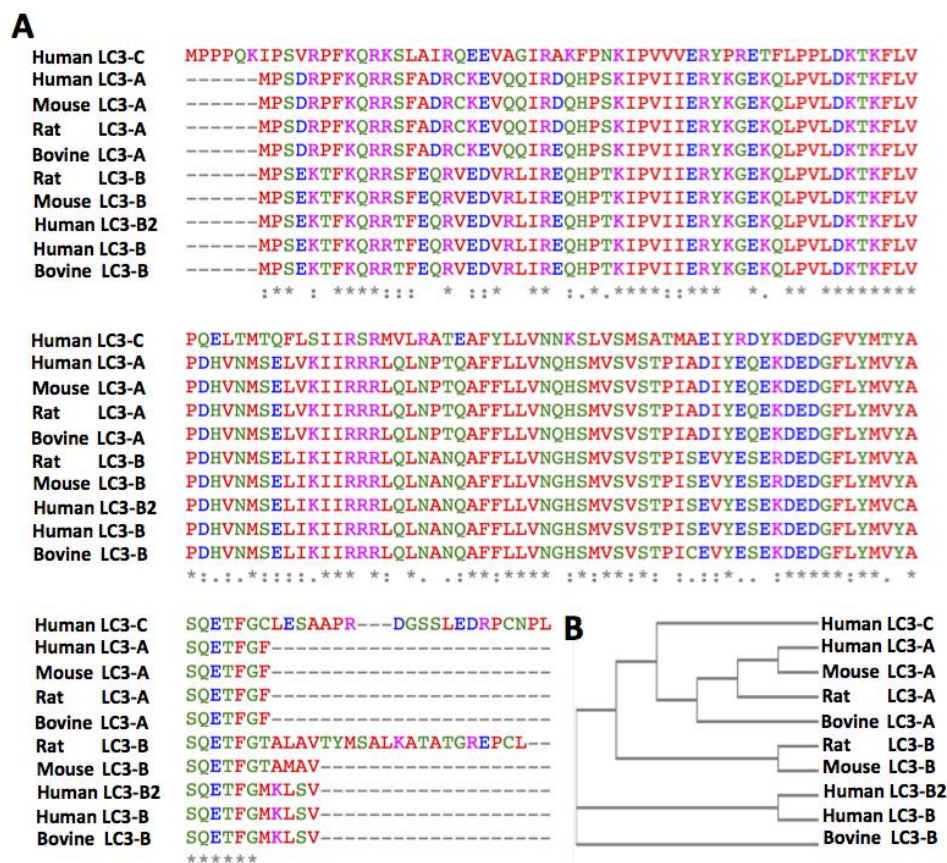 A
Human LC3-C MPPPQKIPSVRPFKQRKSLAIRQEEVAGIRAKFPNKIPVVVERYPRETFLPPLDKTKFLV
Human LC3-A ------MPSDRPFKQRRSFADRCKEVQQIRDQHPSKIPVIIERYKGEKQLPVLDKTKFLV
Mouse LC3-A ------MPSDRPFKQRRSFADRCKEVQQIRDQHPSKIPVIIERYKGEKQLPVLDKTKFLV
Rat LC3-A ------MPSDRPFKQRRSFADRCKEVQQIRDQHPSKIPVIIERYKGEKQLPVLDKTKFLV
Bovine LC3-A ------MPSDRPFKQRRSFADRCKEVQQIREQHPSKIPVIIERYKGEKQLPVLDKTKFLV
Rat LC3-B ------MPSEKTFKQRRSFEQRVEDVRLIREQHPTKIPVIIERYKGEKQLPVLDKTKFLV
Mouse LC3-B ------MPSEKTFKQRRSFEQRVEDVRLIREQHPTKIPVIIERYKGEKQLPVLDKTKFLV
Human LC3-B2 ------MPSEKTFKQRRTFEQRVEDVRLIREQHPTKIPVIIERYKGEKQLPVLDKTKFLV
Human LC3-B ------MPSEKTFKQRRTFEQRVEDVRLIREQHPTKIPVIIERYKGEKQLPVLDKTKFLV
Bovine LC3-B ------MPSEKTFKQRRTFEQRVEDVRLIREQHPTKIPVIIERYKGEKQLPVLDKTKFLV
:** : ****::: * ::* ** :.*.****::*** *. ** ********
Human LC3-C PQELTMTQFLSIIRSRMVLRATEAFYLLVNNKSLVSMSATMAEIYRDYKDEDGFVYMTYA
Human LC3-A PDHVNMSELVKIIRRRLQLNPTQAFFLLVNQHSMVSVSTPIADIYEQEKDEDGFLYMVYA
Mouse LC3-A PDHVNMSELVKIIRRRLQLNPTQAFFLLVNQHSMVSVSTPIADIYEQEKDEDGFLYMVYA
Rat LC3-A PDHVNMSELVKIIRRRLQLNPTQAFFLLVNQHSMVSVSTPIADIYEQEKDEDGFLYMVYA
Bovine LC3-A PDHVNMSELVKIIRRRLQLNPTQAFFLLVNQHSMVSVSTPIADIYEQEKDEDGFLYMVYA
Rat LC3-B PDHVNMSELIKIIRRRLQLNANQAFFLLVNGHSMVSVSTPISEVYESERDEDGFLYMVYA
Mouse LC3-B PDHVNMSELIKIIRRRLQLNANQAFFLLVNGHSMVSVSTPISEVYESERDEDGFLYMVYA
Human LC3-B2 PDHVNMSELIKIIRRRLQLNANQAFFLLVNGHSMVSVSTPISEVYESEKDEDGFLYMVCA
Human LC3-B PDHVNMSELIKIIRRRLQLNANQAFFLLVNGHSMVSVSTPISEVYESEKDEDGFLYMVYA
Bovine LC3-B PDHVNMSELIKIIRRRLQLNANQAFFLLVNGHSMVSVSTPICEVYESEKDEDGFLYMVYA
*:.:.*::::.*** *: *. .:**:**** :*:**:*: :.::*.. :*****:**. *
Human LC3-C SQETFGCLESAAPR---DGSSLEDRPCNPL
Human LC3-A SQETFGF-----------------------
Mouse LC3-A SQETFGF-----------------------
Rat LC3-A SQETFGF-----------------------
Bovine LC3-A SQETFGF-----------------------
Rat LC3-B SQETFGTALAVTYMSALKATATGREPCL--
Mouse LC3-B SQETFGTAMAV-------------------
Human LC3-B2 SQETFGMKLSV-------------------
Human LC3-B SQETFGMKLSV-------------------
Bovine LC3-B SQETFGMKLSV-------------------
******
B
Human LC3-C
Human LC3-A
Mouse LC3-A
Rat LC3-A
Bovine LC3-A
Rat LC3-B
Mouse LC3-B
Human LC3-B2
Human LC3-B
Bovine LC3-B